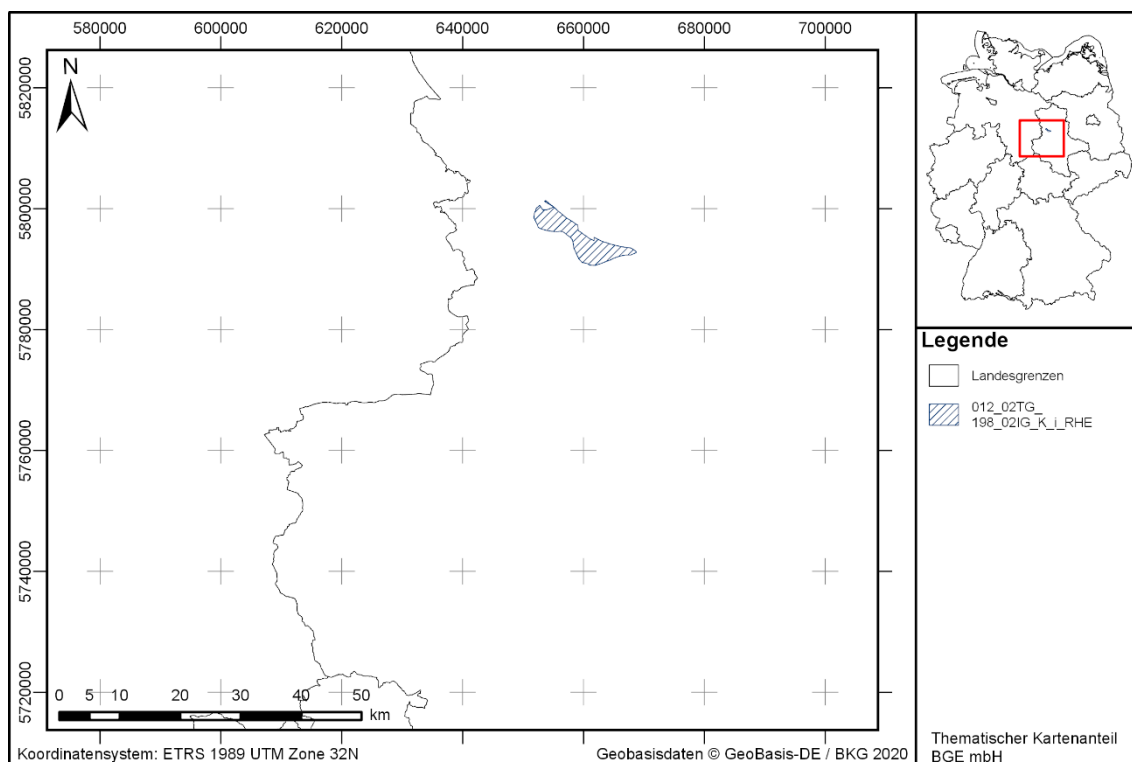 580000 600000 620000 640000 660000 680000 700000
N
5820000
5800000
5780000
5760000
5740000
5720000
0 5 10 20 30 40 50
km
Koordinatensystem: ETRS 1989 UTM Zone 32N
Geobasisdaten © GeoBasis-DE / BKG 2020
Legende
Landesgrenzen
012_02TG_
198_02IG_K_i_RHE
Thematischer Kartenanteil
BGE mbH